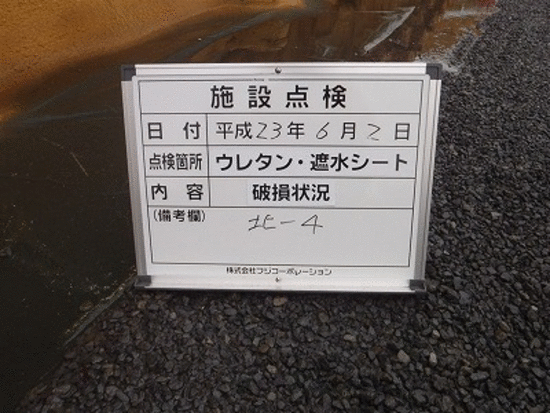 施設点検
日付 平成23年6月2日
点検箇所 ウレタン・遮水シート
内容 破損状況
(備考欄) 北-4
株式会社フジコーポレーション